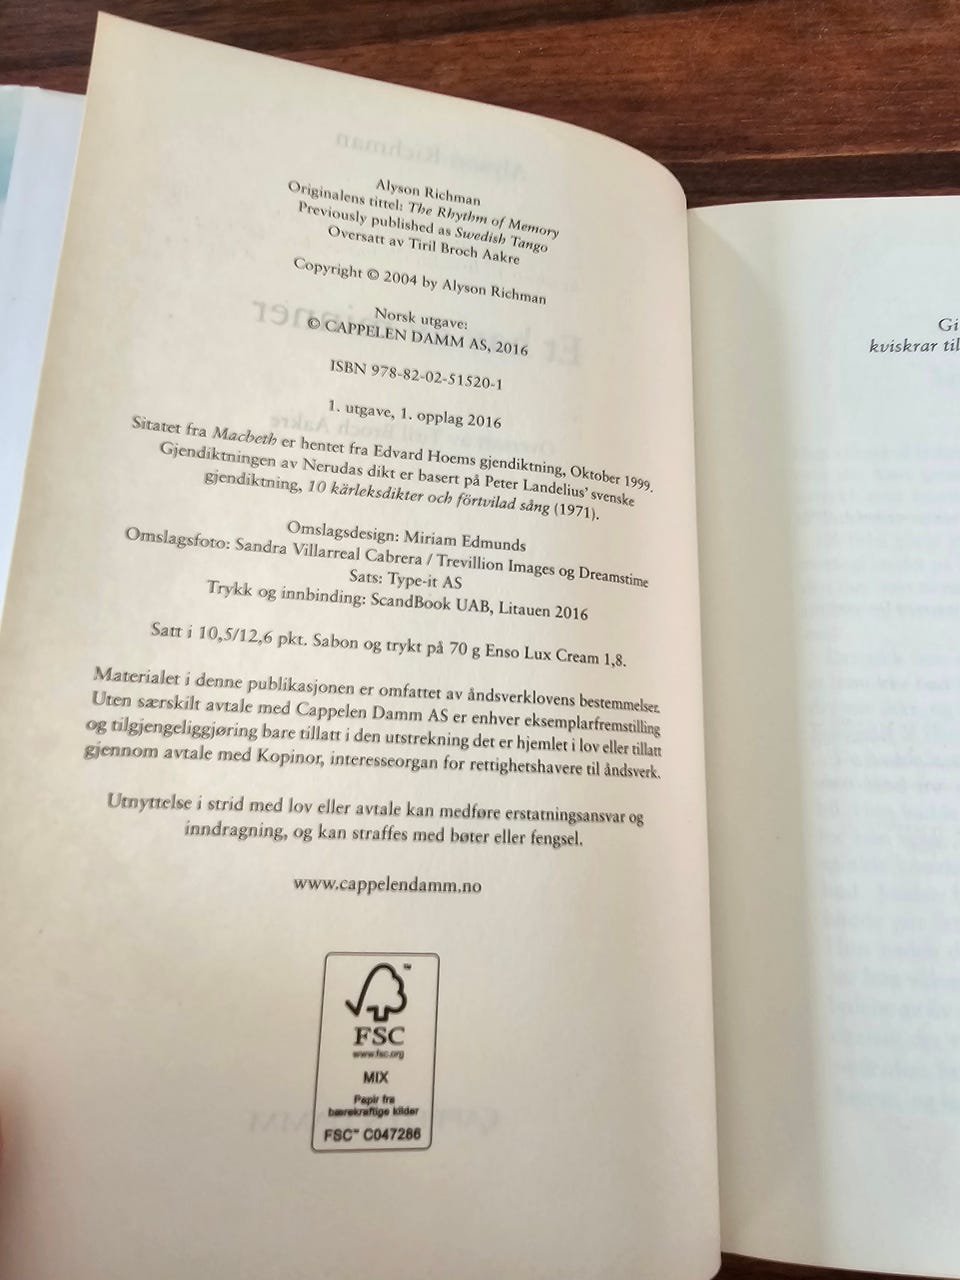 Alyson Richman
Originalens tittel: The Rhythm of Memory
Previously published as Swedish Tango
Oversatt av Tiril Broch Aakre
Copyright © 2004 by Alyson Richman
Norsk utgave:
© CAPPELEN DAMM AS, 2016
ISBN 978-82-02-51520-1
1. utgave, 1. opplag 2016
Sitatet fra Macbeth er hentet fra Edvard Hoems gjendiktning, Oktober 1999.
Gjendiktningen av Nerudas dikt er basert på Peter Landelius' svenske
gjendiktning, 10 kärleksdikter och förtvilad sång (1971).
Omslagsdesign: Miriam Edmunds
Omslagsfoto: Sandra Villarreal Cabrera / Trevillion Images og Dreamstime
Sats: Type-it AS
Trykk og innbinding: ScandBook UAB, Litauen 2016
Satt i 10,5/12,6 pkt. Sabon og trykt på 70 g Enso Lux Cream 1,8.
Materialet i denne publikasjonen er omfattet av åndsverklovens bestemmelser.
Uten særskilt avtale med Cappelen Damm AS er enhver eksemplarfremstilling
og tilgjengeliggjøring bare tillatt i den utstrekning det er hjemlet i lov eller tillatt
gjennom avtale med Kopinor, interesseorgan for rettighetshavere til åndsverk.
Utnyttelse i strid med lov eller avtale kan medføre erstatningsansvar og
inndragning, og kan straffes med bøter eller fengsel.
www.cappelendamm.no
FSC
www.fsc.org
MIX
Papir fra
bærekraftige kilder
FSC™ C047286
Gi
kviskrar til